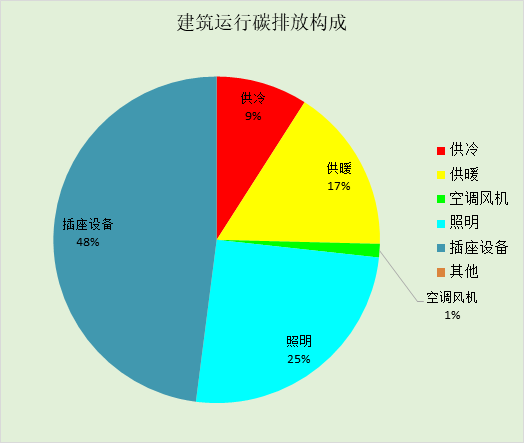 建筑运行碳排放构成
供冷
9%
供暖
17%
空调风机
1%
照明
25%
插座设备
48%
供冷
供暖
空调风机
照明
插座设备
其他